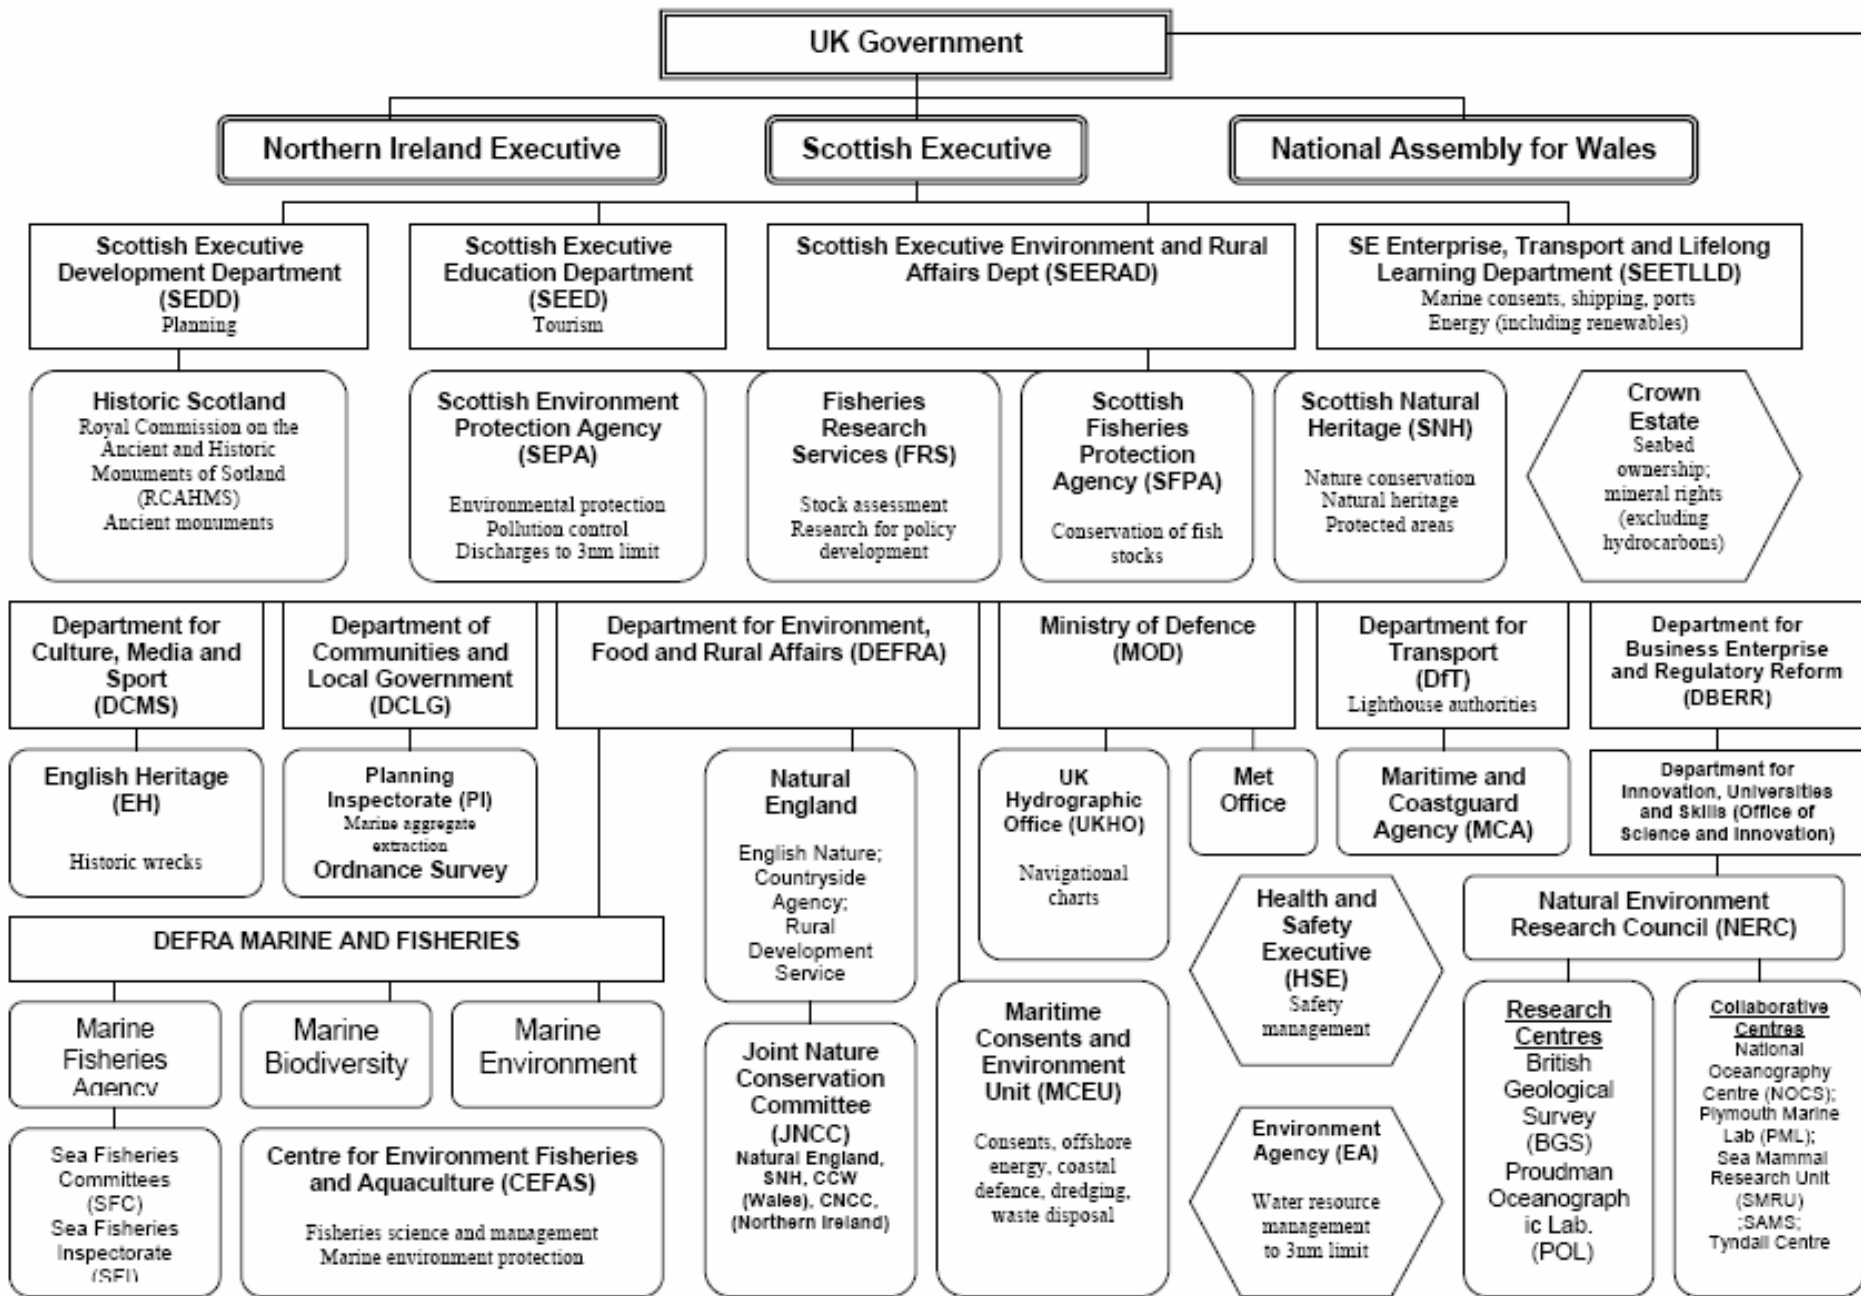 UK Government
Northern Ireland Executive
Scottish Executive
National Assembly for Wales
Scottish Executive
Development Department
(SEDD)
Planning
Scottish Executive
Education Department
(SEED)
Tourism
Scottish Executive Environment and Rural
Affairs Dept (SEERAD)
SE Enterprise, Transport and Lifelong
Learning Department (SEETLLD)
Marine consents, shipping, ports
Energy (including renewables)
Historic Scotland
Royal Commission on the
Ancient and Historic
Monuments of Sotland
(RCAHMS)
Ancient monuments
Scottish Environment
Protection Agency
(SEPA)
Environmental protection
Pollution control
Discharges to 3nm limit
Fisheries
Research
Services (FRS)
Stock assessment
Research for policy
development
Scottish
Fisheries
Protection
Agency (SFPA)
Conservation of fish
stocks
Scottish Natural
Heritage (SNH)
Nature conservation
Natural heritage
Protected areas
Crown
Estate
Seabed
ownership;
mineral rights
(excluding
hydrocarbons)
Department for
Culture, Media and
Sport
(DCMS)
Department of
Communities and
Local Government
(DCLG)
Department for Environment,
Food and Rural Affairs (DEFRA)
Ministry of Defence
(MOD)
Department for
Transport
(DfT)
Lighthouse authorities
Department for
Business Enterprise
and Regulatory Reform
(DBERR)
English Heritage
(EH)
Historic wrecks
Planning
Inspectorate (PI)
Marine aggregate
extraction
Ordnance Survey
Natural
England
English Nature;
Countryside
Agency;
Rural
Development
Service
UK
Hydrographic
Office (UKHO)
Navigational
charts
Met
Office
Maritime and
Coastguard
Agency (MCA)
Department for
Innovation, Universities
and Skills (Office of
Science and Innovation)
DEFRA MARINE AND FISHERIES
Health and
Safety
Executive
(HSE)
Safety
management
Natural Environment
Research Council (NERC)
Marine
Fisheries
Agency
Marine
Biodiversity
Marine
Environment
Joint Nature
Conservation
Committee
(JNCC)
Natural England,
SNH, CCW
(Wales), CNCC,
(Northern Ireland)
Maritime
Consents and
Environment
Unit (MCEU)
Consents, offshore
energy, coastal
defence, dredging,
waste disposal
Research
Centres
British
Geological
Survey
(BGS)
Proudman
Oceanograph
ic Lab.
(POL)
Collaborative
Centres
National
Oceanography
Centre (NOCS);
Plymouth Marine
Lab (PML);
Sea Mammal
Research Unit
(SMRU)
;SAMS;
Tyndall Centre
Sea Fisheries
Committees
(SFC)
Sea Fisheries
Inspectorate
(SFI)
Centre for Environment Fisheries
and Aquaculture (CEFAS)
Fisheries science and management
Marine environment protection
Environment
Agency (EA)
Water resource
management
to 3nm limit